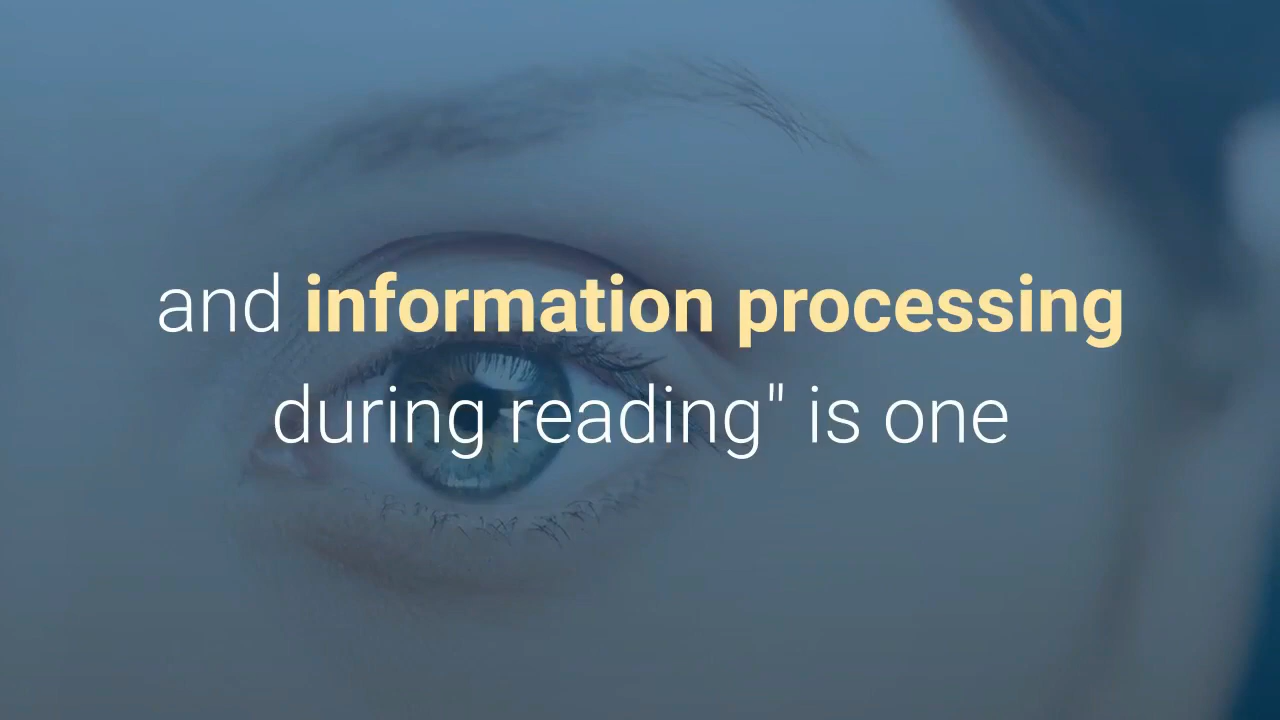 and information processing
during reading" is one